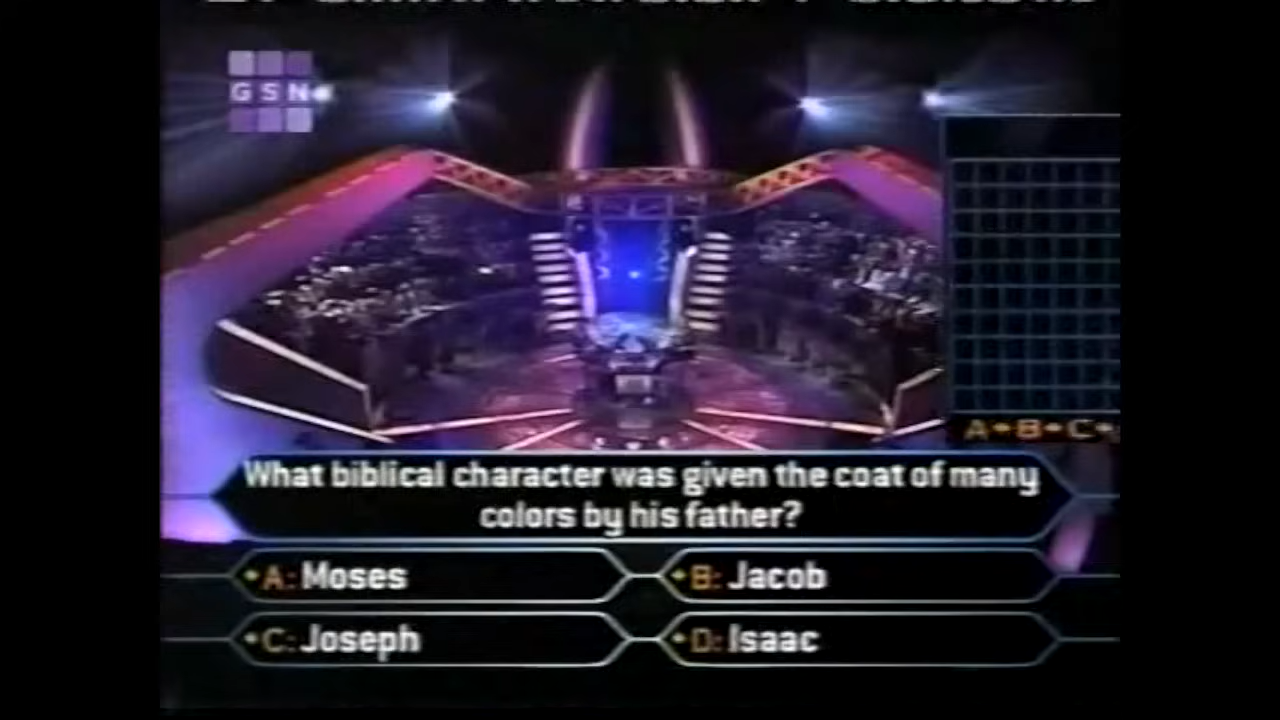 GSN
A B C
What biblical character was given the coat of many
colors by his father?
A: Moses
B: Jacob
C: Joseph
D: Isaac